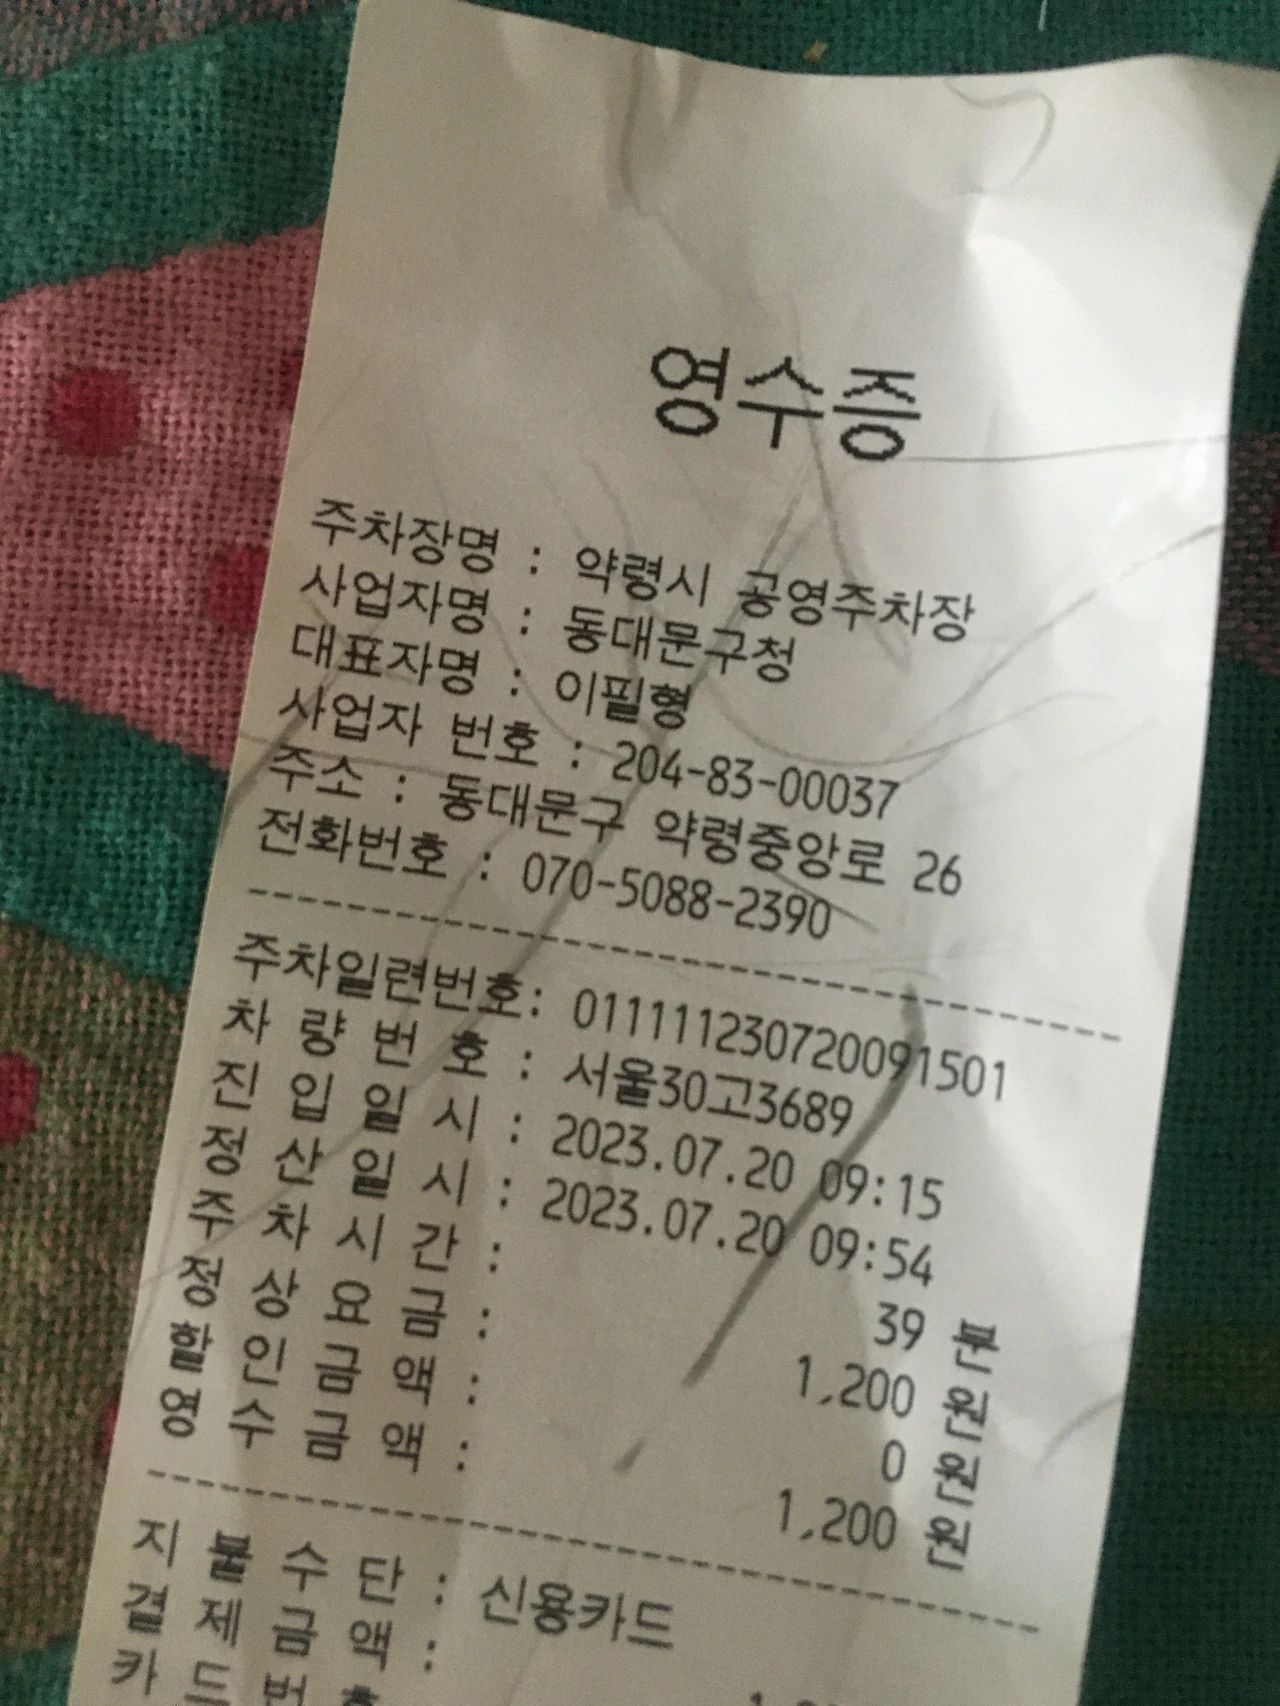 영수증
주차장명 : 약령시 공영주차장
사업자명 : 동대문구청
대표자명 : 이필형
사업자 번호 : 204-83-00037
주소 : 동대문구 약령중앙로 26
전화번호 : 070-5088-2390
주차일련번호: 011111230720091501
차 량 번 호 : 서울30고3689
진 입 일 시 : 2023.07.20 09:15
정 산 일 시 : 2023.07.20 09:54
주 차 시 간 : 39 분
정 상 요 금 : 1,200 원
할 인 금 액 : 0 원
영 수 금 액 : 1,200 원
지 불 수 단 : 신용카드
결 제 금 액 :
카 드 번 호